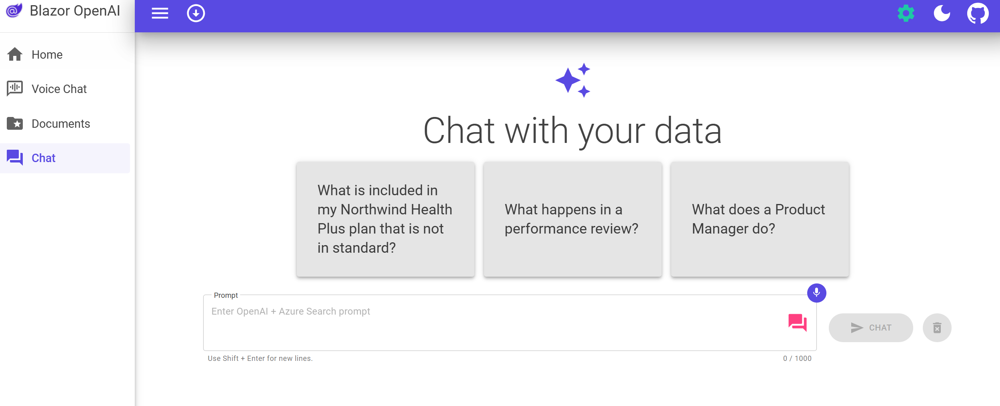 Blazor OpenAI
Home
Voice Chat
Documents
Chat
Chat with your data
What is included in
my Northwind Health
Plus plan that is not
in standard?
What happens in a
performance review?
What does a Product
Manager do?
Prompt
Enter OpenAI + Azure Search prompt
CHAT
Use Shift + Enter for new lines.
0 / 1000